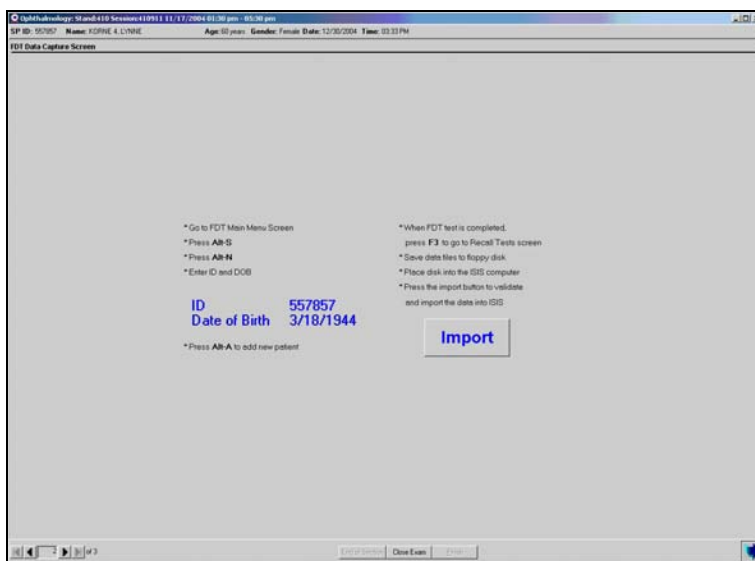 Ophthalmology: Stand:410 Session:410911 11/17/2004 01:30 pm - 05:30 pm
SP ID: 557857 Name: KORNE 4, LYNNE Age: 60 years Gender: Female Date: 12/30/2004 Time: 03:33 PM
FDT Data Capture Screen
*Go to FDT Main Menu Screen
*Press Alt-S
*Press Alt-N
*Enter ID and DOB
ID 557857
Date of Birth 3/18/1944
*Press Alt-A to add new patient
*When FDT test is completed,
press F3 to go to Recall Tests screen
*Save data files to floppy disk
*Place disk into the ISIS computer
*Press the import button to validate
and import the data into ISIS
Import
2 of 3
End of Section Close Exam